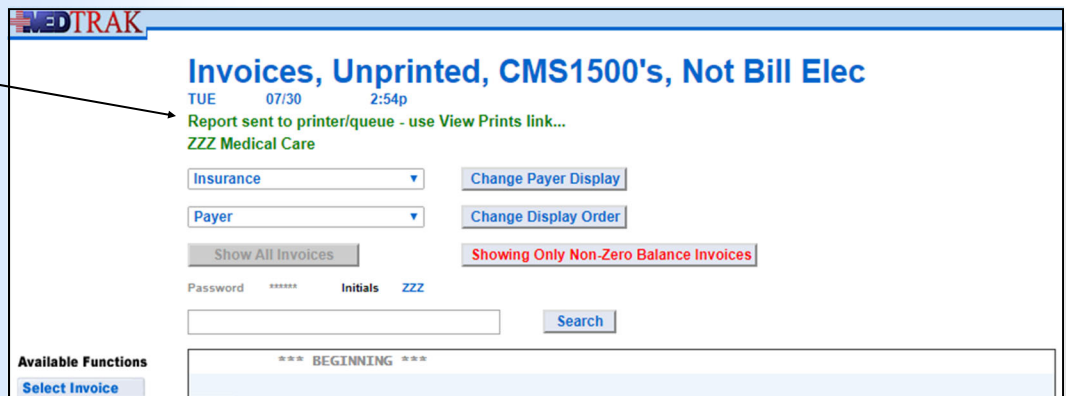 MEDTRAK
Invoices, Unprinted, CMS1500's, Not Bill Elec
TUE 07/30 2:54p
Report sent to printer/queue - use View Prints link...
ZZZ Medical Care
Insurance Change Payer Display
Payer Change Display Order
Show All Invoices Showing Only Non-Zero Balance Invoices
Password ****** Initials ZZZ
Search
Available Functions *** BEGINNING ***
Select Invoice